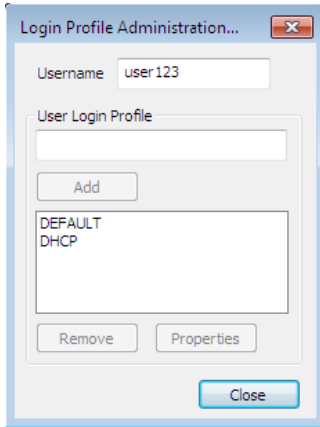 Login Profile Administration...
Username user123
User Login Profile
Add
DEFAULT
DHCP
Remove Properties
Close